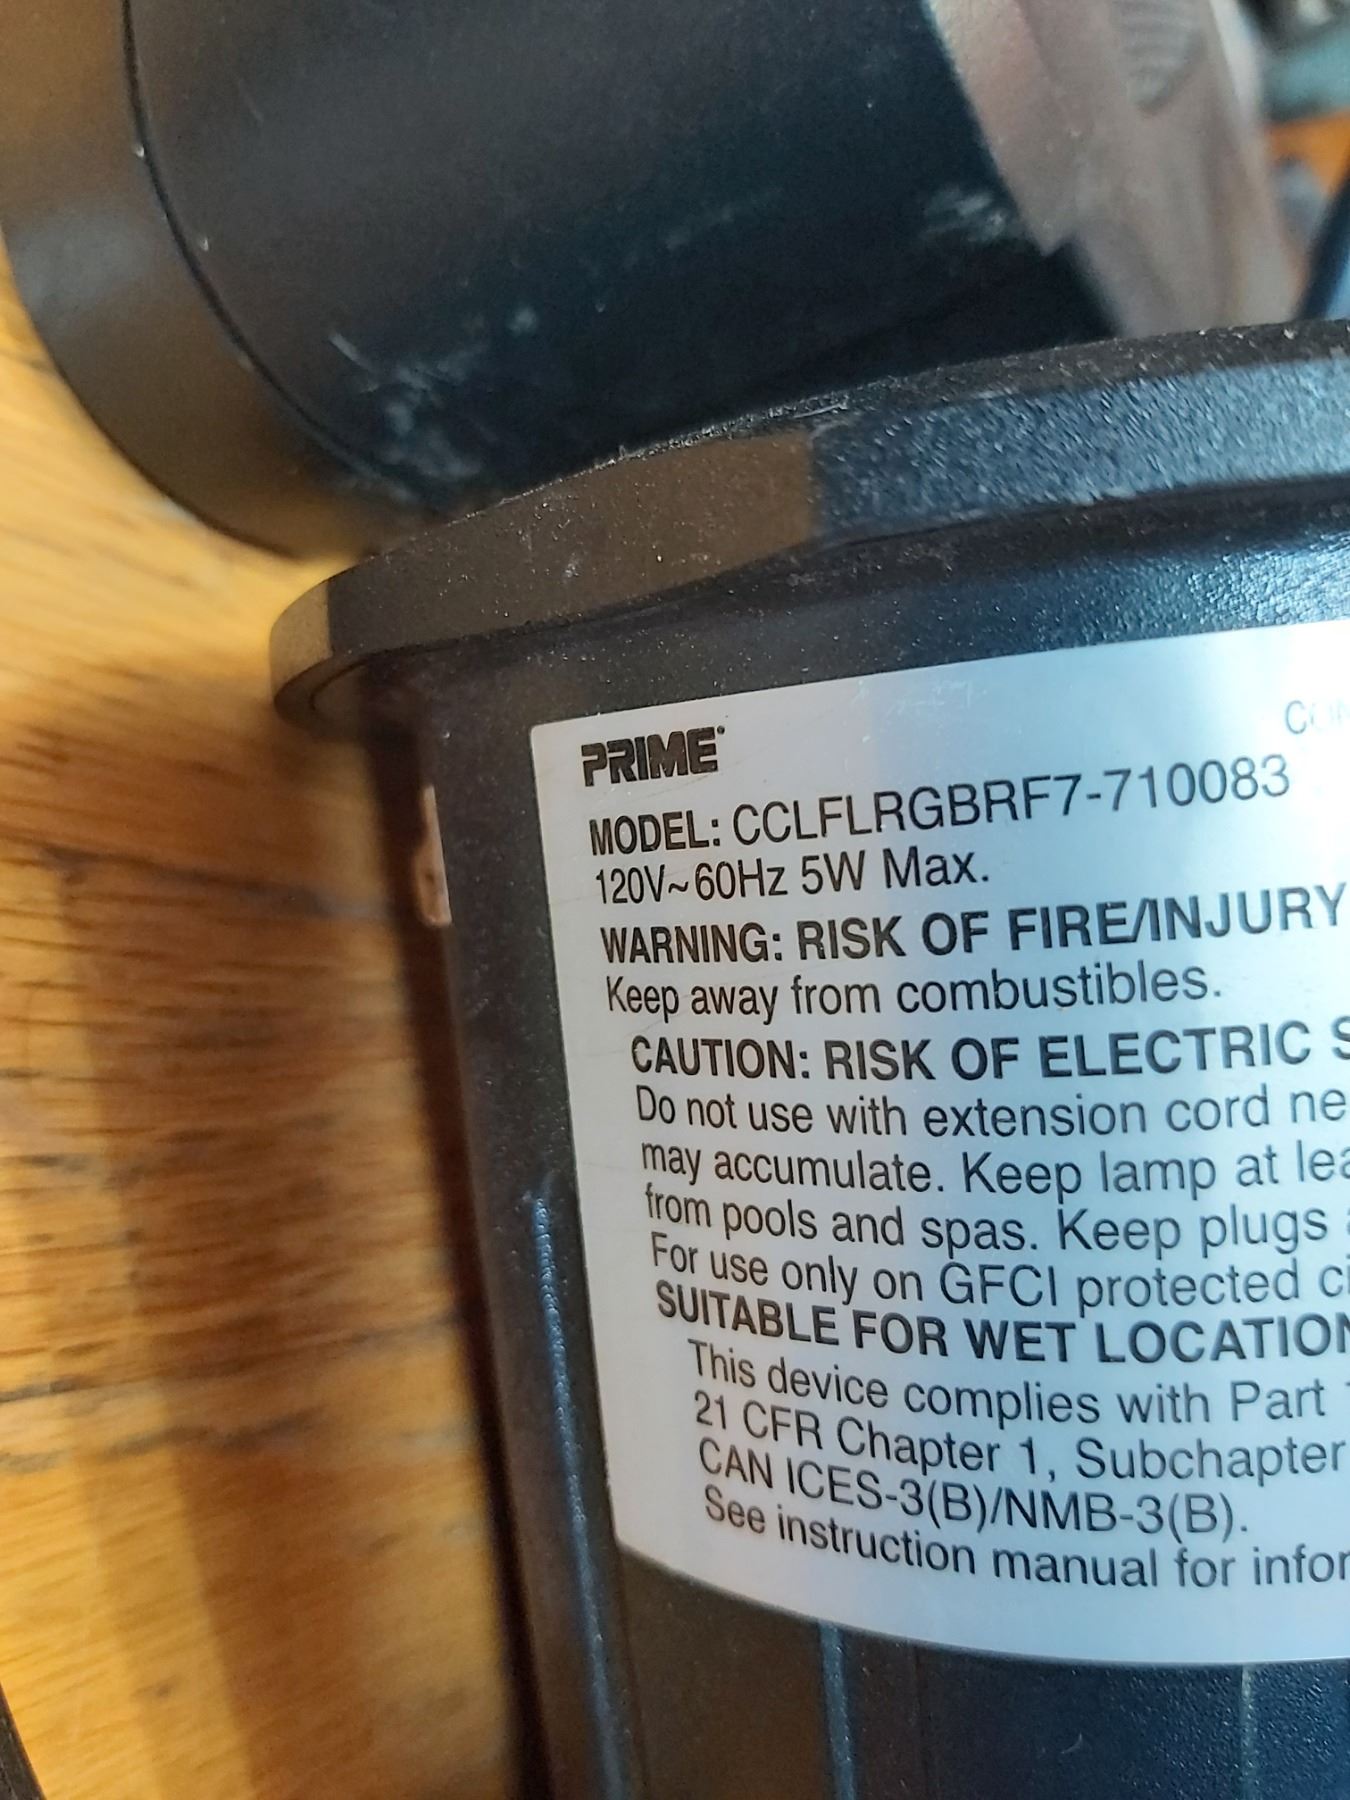 PRIME
MODEL: CCLFLRGBRF7-710083
120V~60Hz 5W Max.
WARNING: RISK OF FIRE/INJURY
Keep away from combustibles.
CAUTION: RISK OF ELECTRIC
Do not use with extension cord
may accumulate. Keep lamp at
from pools and spas. Keep plugs
For use only on GFCI protected
SUITABLE FOR WET
This device complies with Part
21 CFR Chapter 1, Subchapter
CAN ICES-3(B)/NMB-3(B).
See instruction manual for